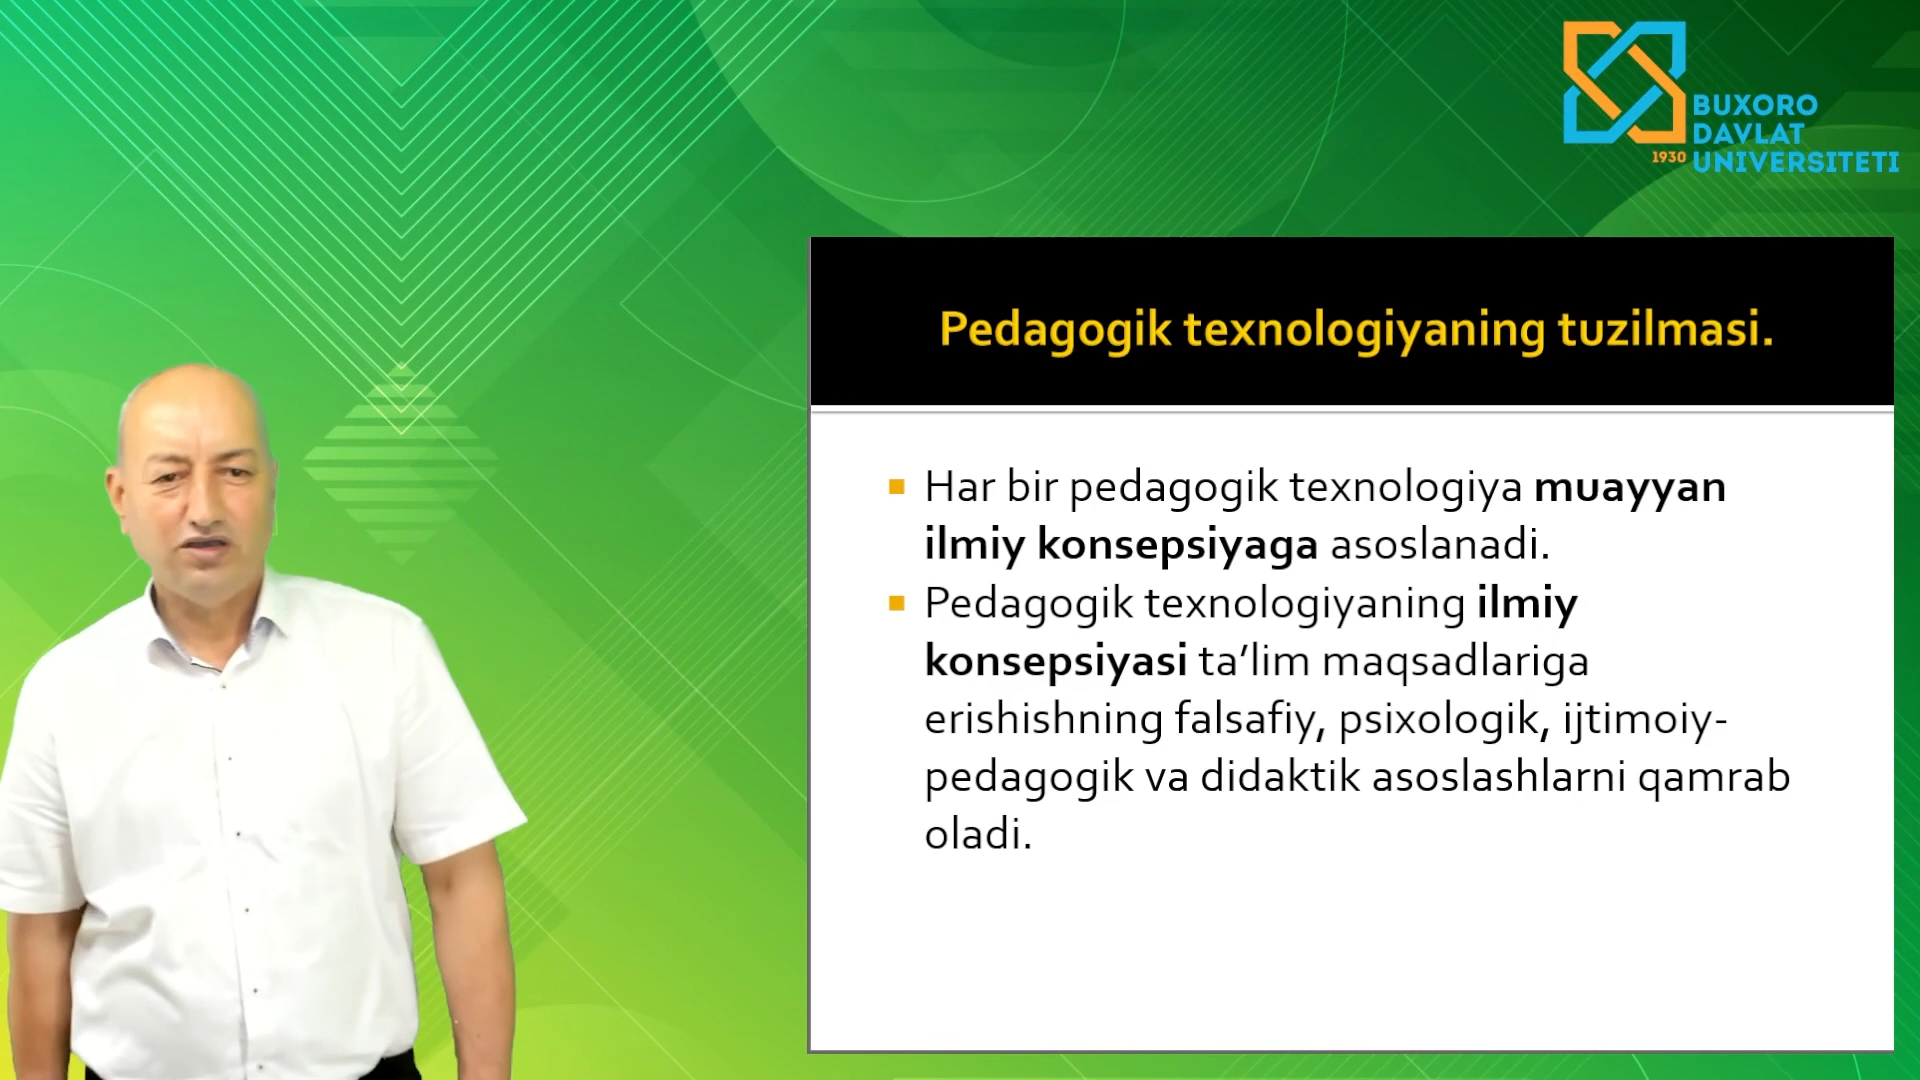 BUXORO
DAVLAT
1930 UNIVERSITETI
Pedagogik texnologiyaning tuzilmasi.
Har bir pedagogik texnologiya muayyan
ilmiy konsepsiyaga asoslanadi.
Pedagogik texnologiyaning ilmiy
konsepsiyasi ta’lim maqsadlariga
erishishning falsafiy, psixologik, ijtimoiy-
pedagogik va didaktik asoslashlarni qamrab
oladi.